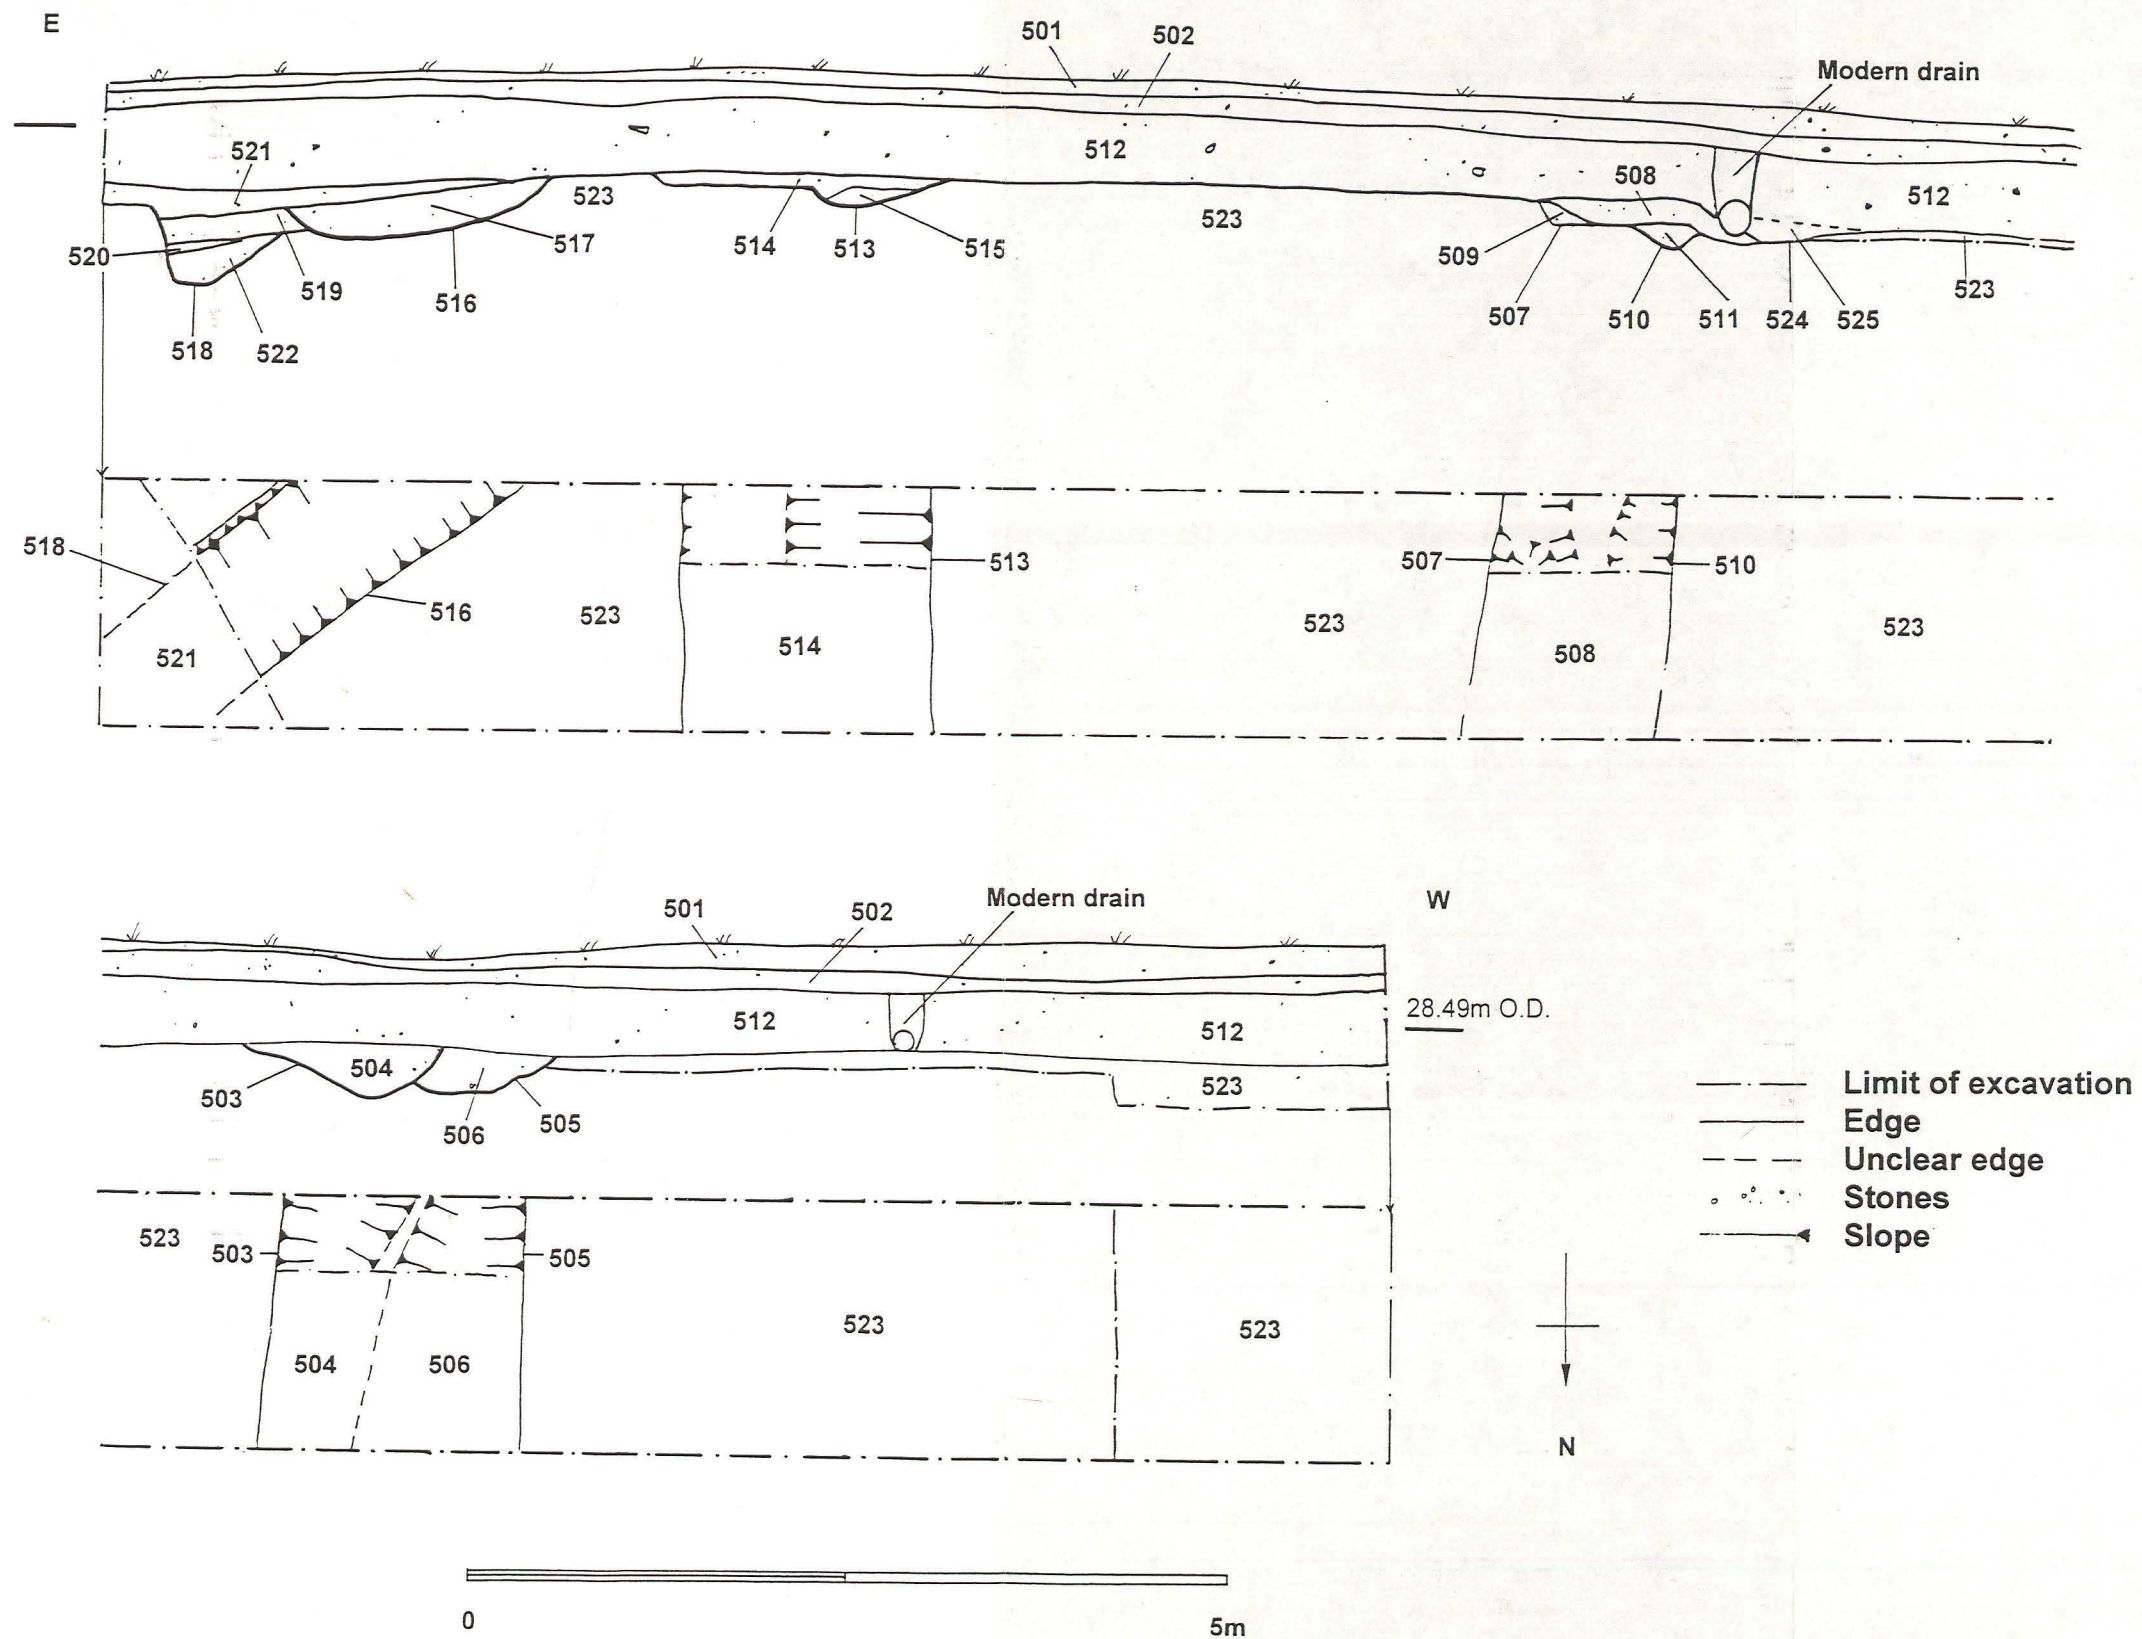 E
501 502
Modern drain
521 512 508 512
523 523
520 517 514 513 515 509 523
519 516 507 510 511 524 525
518 522
518 507 513 510
516 523 523 523
521 514 508
501 502 Modern drain W
512 512 28.49m O.D.
504 523
503 506 505
Limit of excavation
Edge
Unclear edge
Stones
Slope
523 503 505
523 523
504 506
N
0 5m